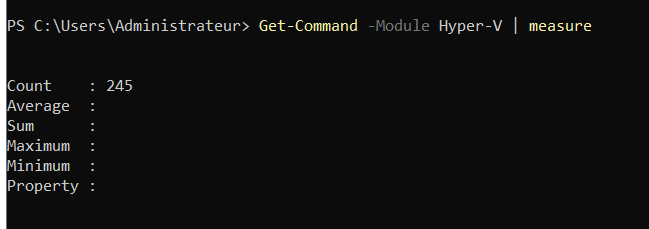 PS C:\Users\Administrateur> Get-Command -Module Hyper-V | measure
Count    : 245
Average  :
Sum      :
Maximum  :
Minimum  :
Property :